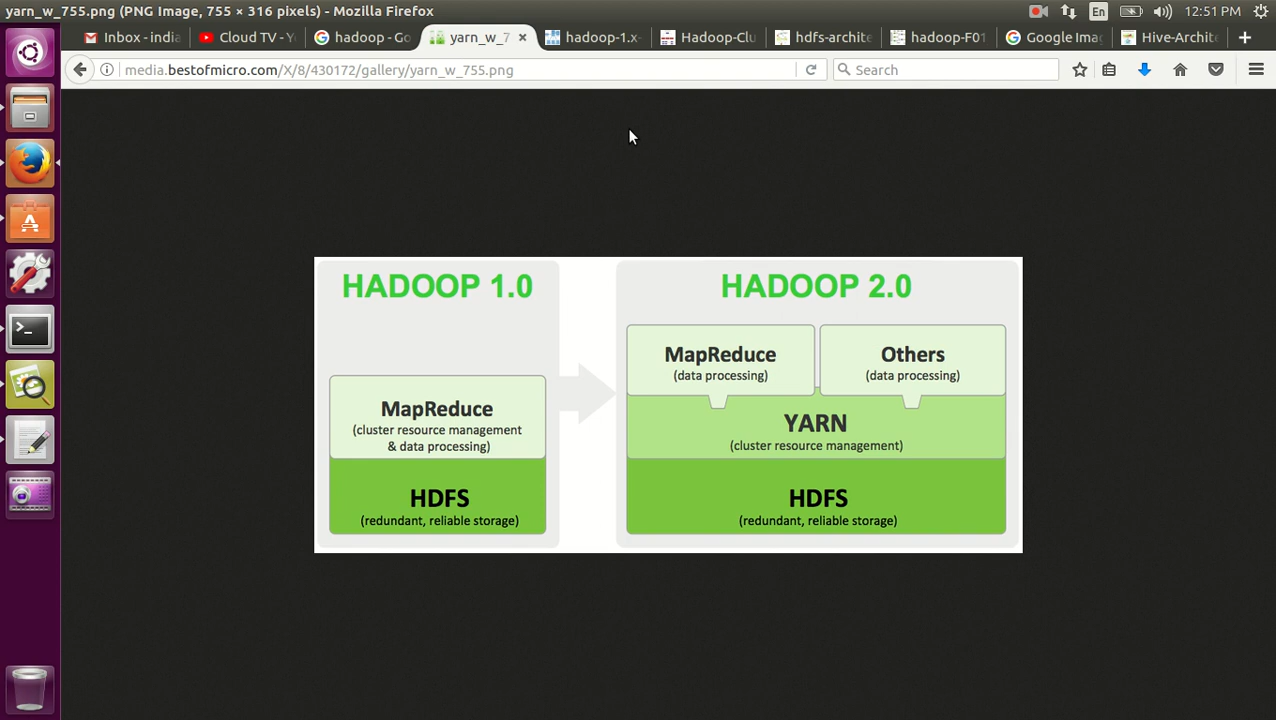 yarn_w_755.png (PNG Image, 755 × 316 pixels) - Mozilla Firefox
En
12:51 PM
Inbox - india
Cloud TV - Yo
hadoop - Go
yarn_w_7
hadoop-1.x-
Hadoop-Clu
hdfs-archite
hadoop-F01
Google Imag
Hive-Archite
media.bestofmicro.com/X/8/430172/gallery/yarn_w_755.png
Search
HADOOP 1.0
MapReduce
(cluster resource management
& data processing)
HDFS
(redundant, reliable storage)
HADOOP 2.0
MapReduce
(data processing)
Others
(data processing)
YARN
(cluster resource management)
HDFS
(redundant, reliable storage)